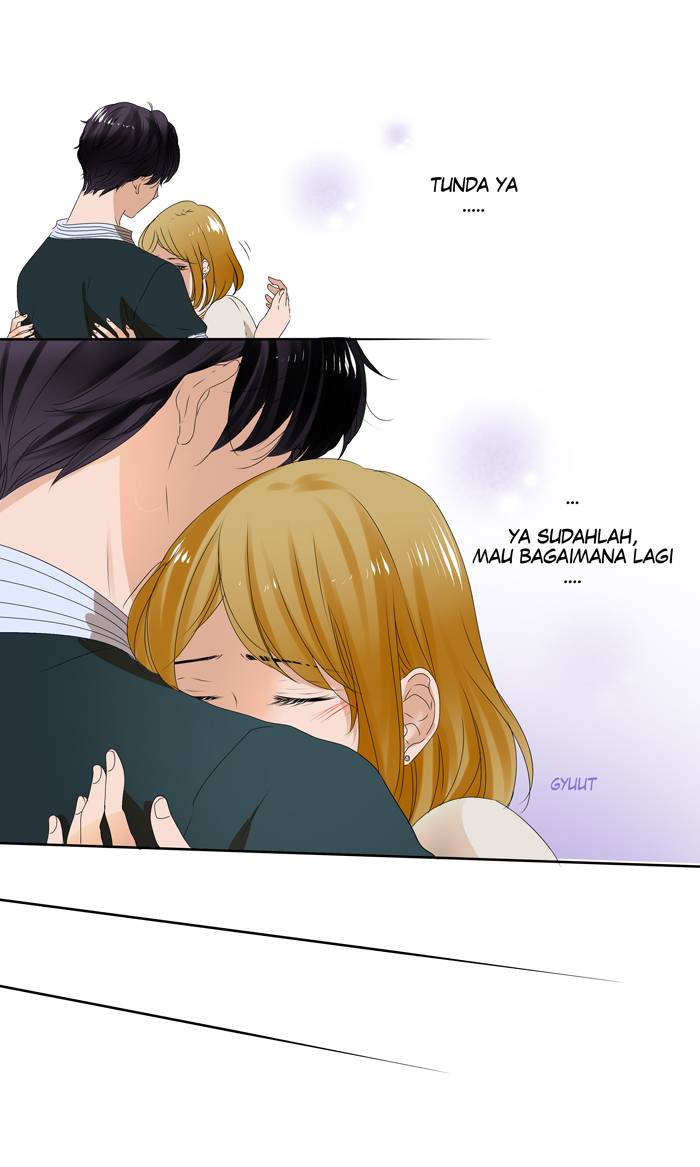 TUNDA YA
.....
...
YA SUDAHLAH,
MAU BAGAIMANA LAGI
....
GYUUT